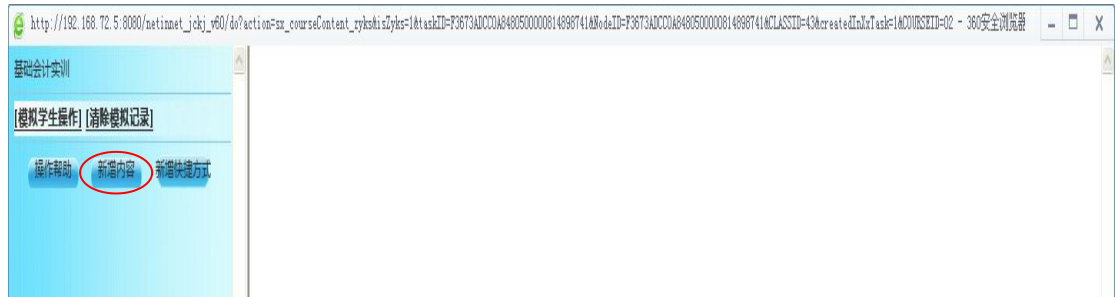 http://192.168.72.5:8080/netinnet_jckj_v60/do?action=sx_courseContent_zyks&isZyks=1&taskID=F3673ADCC0A8480500000814898741&NodeID=F3673ADCC0A8480500000814898741&CLASSID=43&createdInXxTask=1&COURSEID=02 - 360安全浏览器
基础会计实训
[模拟学生操作] [清除模拟记录]
操作帮助 新增内容 新增快捷方式